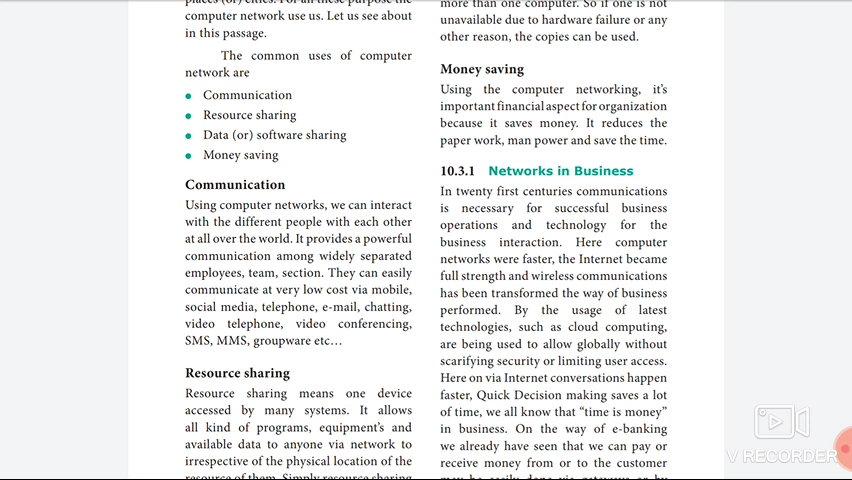 places (or) cities. For all these purpose the
computer network use us. Let us see about
in this passage.
The common uses of computer
network are
Communication
Resource sharing
Data (or) software sharing
Money saving
Communication
Using computer networks, we can interact
with the different people with each other
at all over the world. It provides a powerful
communication among widely separated
employees, team, section. They can easily
communicate at very low cost via mobile,
social media, telephone, e-mail, chatting,
video telephone, video conferencing,
SMS, MMS, groupware etc…
Resource sharing
Resource sharing means one device
accessed by many systems. It allows
all kind of programs, equipment's and
available data to anyone via network to
irrespective of the physical location of the
resource of them. Simply resource sharing
more than one computer. So if one is not
unavailable due to hardware failure or any
other reason, the copies can be used.
Money saving
Using the computer networking, it's
important financial aspect for organization
because it saves money. It reduces the
paper work, man power and save the time.
10.3.1 Networks in Business
In twenty first centuries communications
is necessary for successful business
operations and technology for the
business interaction. Here computer
networks were faster, the Internet became
full strength and wireless communications
has been transformed the way of business
performed. By the usage of latest
technologies, such as cloud computing,
are being used to allow globally without
scarifying security or limiting user access.
Here on via Internet conversations happen
faster, Quick Decision making saves a lot
of time, we all know that “time is money”
in business. On the way of e-banking
we already have seen that we can pay or
receive money from or to the customer
may be easily done via gateways or by
V RECORDER